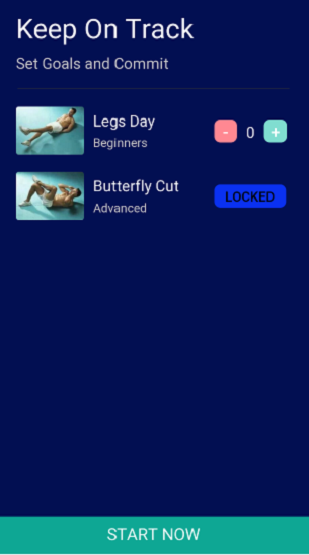 Keep On Track
Set Goals and Commit
Legs Day
Beginners
- 0 +
Butterfly Cut
Advanced
LOCKED
START NOW